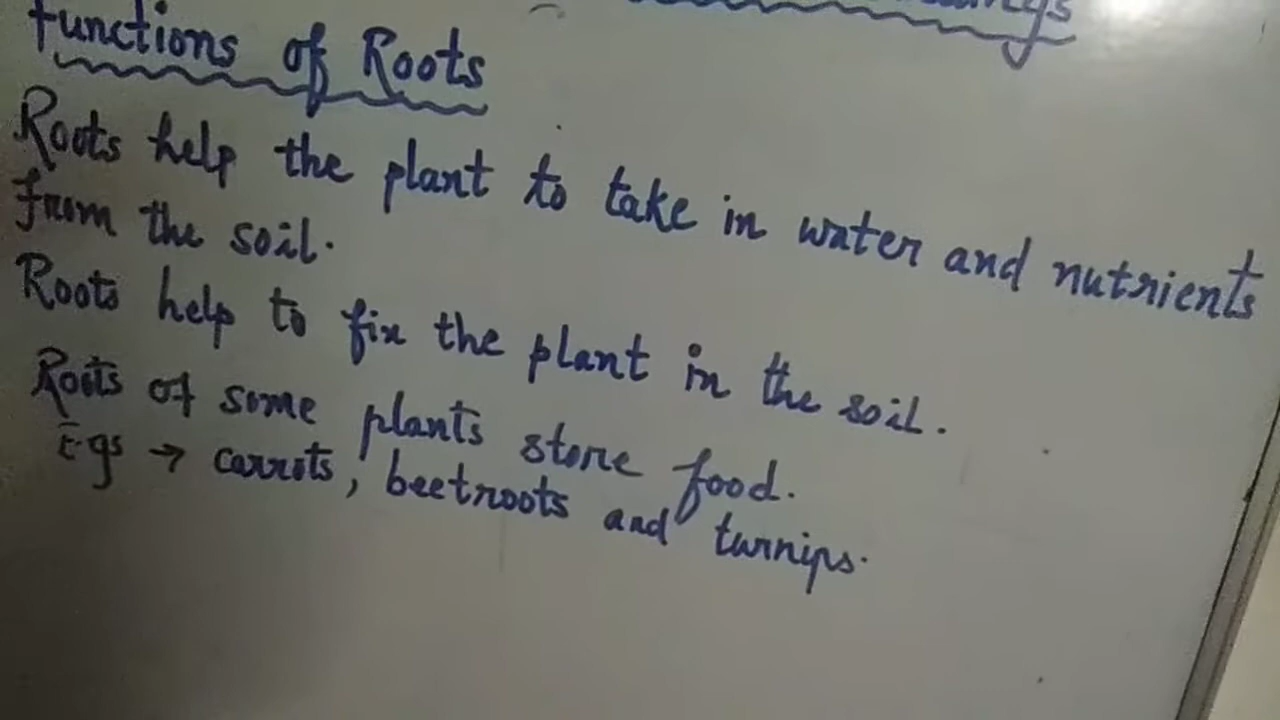 Functions of Roots
Roots help the plant to take in water and nutrients
from the soil.
Roots help to fix the plant in the soil.
Roots of some plants store food.
Egs → carrots, beetroots and turnips.